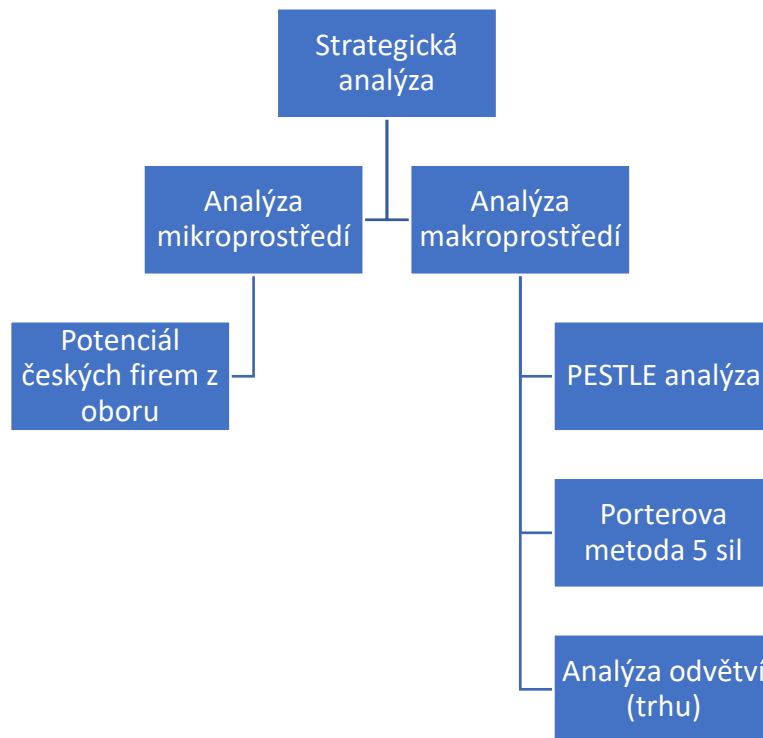 Strategická
analýza
Analýza
mikroprostředí
Analýza
makroprostředí
Potenciál
českých firem z
oboru
PESTLE analýza
Porterova
metoda 5 sil
Analýza odvětví
(trhu)